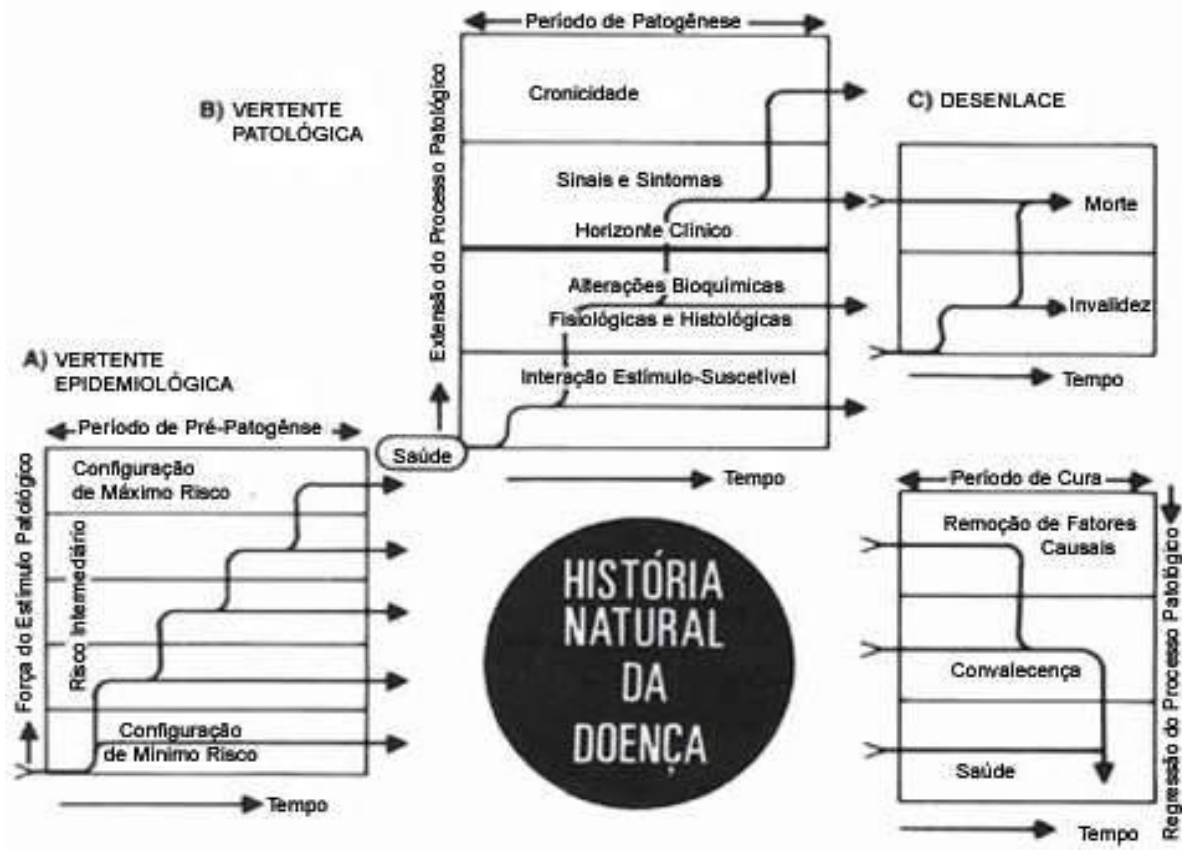 Período de Patogênese
Extensão do Processo Patológico
B) VERTENTE
PATOLÓGICA
Cronicidade
Sinais e Sintomas
Horizonte Clínico
Alterações Bioquímicas
Fisiológicas e Histológicas
Interação Estímulo-Suscetível
Saúde
Tempo
C) DESENLACE
Morte
Invalidez
Tempo
A) VERTENTE
EPIDEMIOLÓGICA
Período de Pré-Patogênse
Força do Estímulo Patológico
Configuração
de Máximo Risco
Risco Intermediário
Configuração
de Mínimo Risco
Tempo
HISTÓRIA
NATURAL
DA
DOENÇA
Período de Cura
Remoção de Fatores
Causais
Convalecença
Saúde
Regressão do Processo Patológico
Tempo